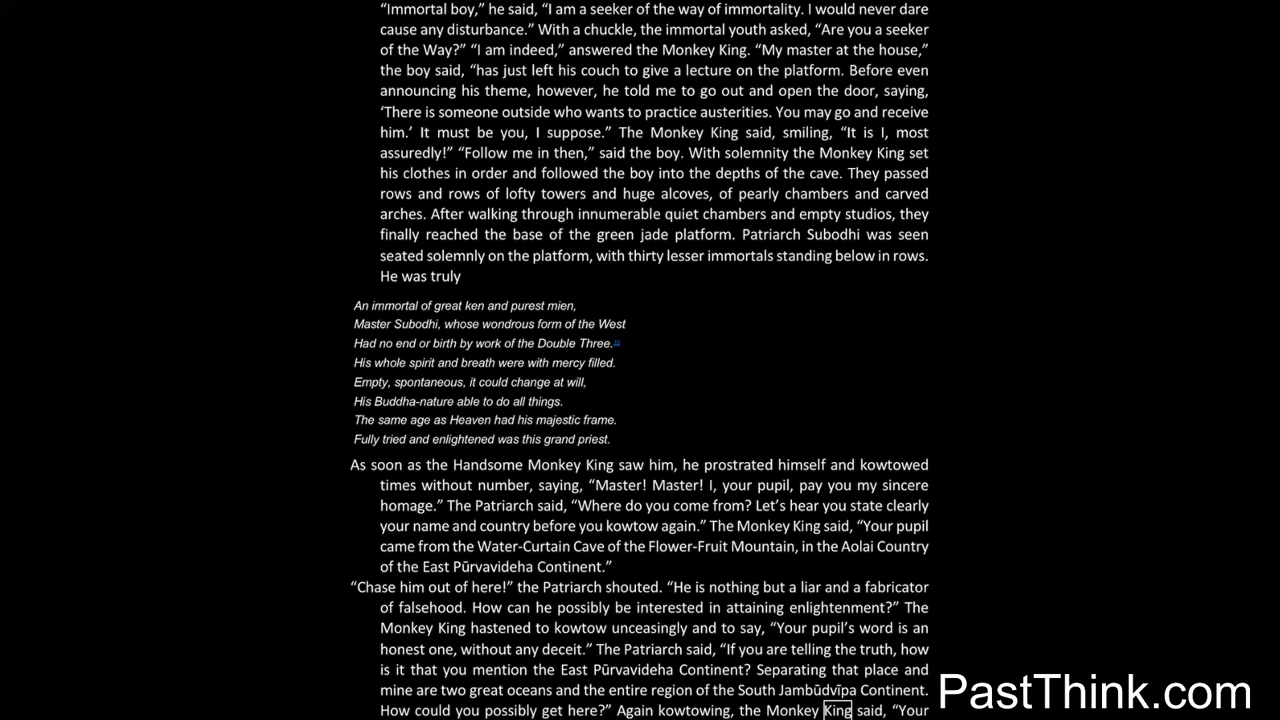 “Immortal boy,” he said, “I am a seeker of the way of immortality. I would never dare
cause any disturbance.” With a chuckle, the immortal youth asked, “Are you a seeker
of the Way?” “I am indeed,” answered the Monkey King. “My master at the house,”
the boy said, “has just left his couch to give a lecture on the platform. Before even
announcing his theme, however, he told me to go out and open the door, saying,
‘There is someone outside who wants to practice austerities. You may go and receive
him.’ It must be you, I suppose.” The Monkey King said, smiling, “It is I, most
assuredly!” “Follow me in then,” said the boy. With solemnity the Monkey King set
his clothes in order and followed the boy into the depths of the cave. They passed
rows and rows of lofty towers and huge alcoves, of pearly chambers and carved
arches. After walking through innumerable quiet chambers and empty studios, they
finally reached the base of the green jade platform. Patriarch Subodhi was seen
seated solemnly on the platform, with thirty lesser immortals standing below in rows.
He was truly
An immortal of great ken and purest mien,
Master Subodhi, whose wondrous form of the West
Had no end or birth by work of the Double Three.
His whole spirit and breath were with mercy filled.
Empty, spontaneous, it could change at will,
His Buddha-nature able to do all things.
The same age as Heaven had his majestic frame.
Fully tried and enlightened was this grand priest.
As soon as the Handsome Monkey King saw him, he prostrated himself and kowtowed
times without number, saying, “Master! Master! I, your pupil, pay you my sincere
homage.” The Patriarch said, “Where do you come from? Let’s hear you state clearly
your name and country before you kowtow again.” The Monkey King said, “Your pupil
came from the Water-Curtain Cave of the Flower-Fruit Mountain, in the Aolai Country
of the East Pūrvavideha Continent.”
“Chase him out of here!” the Patriarch shouted. “He is nothing but a liar and a fabricator
of falsehood. How can he possibly be interested in attaining enlightenment?” The
Monkey King hastened to kowtow unceasingly and to say, “Your pupil’s word is an
honest one, without any deceit.” The Patriarch said, “If you are telling the truth, how
is it that you mention the East Pūrvavideha Continent? Separating that place and
mine are two great oceans and the entire region of the South Jambūdvīpa Continent.
How could you possibly get here?” Again kowtowing, the Monkey King said, “Your
PastThink.com